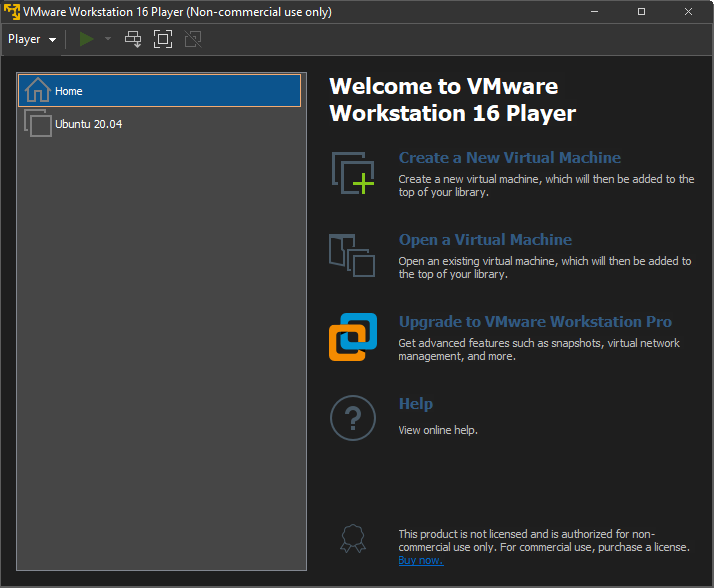 VMware Workstation 16 Player (Non-commercial use only)
Player
Home
Ubuntu 20.04
Welcome to VMware
Workstation 16 Player
Create a New Virtual Machine
Create a new virtual machine, which will then be added to the
top of your library.
Open a Virtual Machine
Open an existing virtual machine, which will then be added to
the top of your library.
Upgrade to VMware Workstation Pro
Get advanced features such as snapshots, virtual network
management, and more.
?
Help
View online help.
This product is not licensed and is authorized for non-
commercial use only. For commercial use, purchase a license.
Buy now.